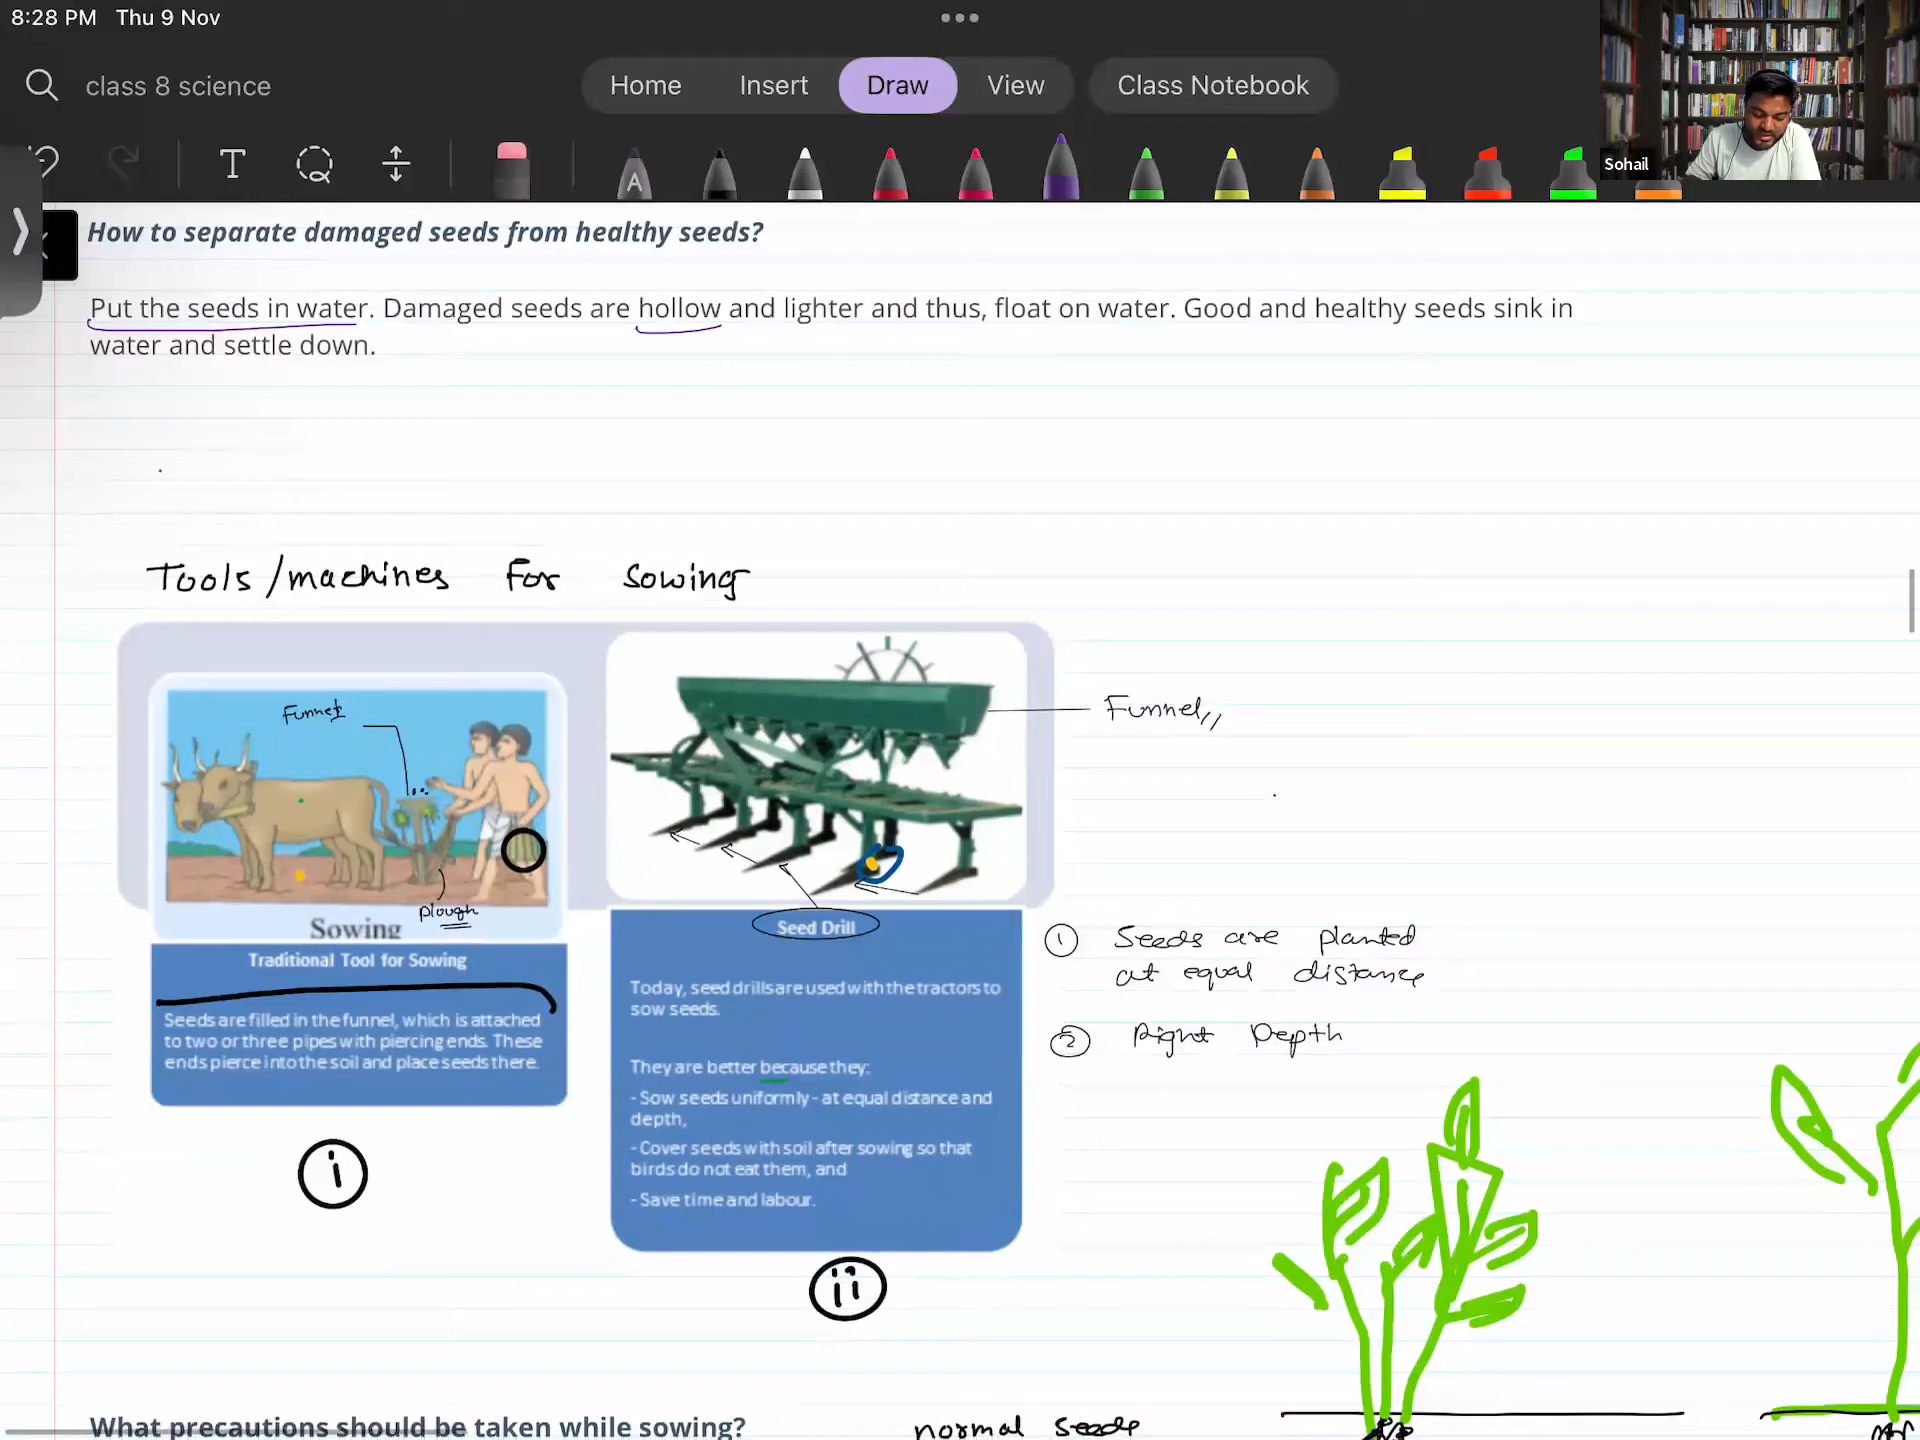 8:28 PM Thu 9 Nov
class 8 science
Home Insert Draw View Class Notebook
T
A
Sohail
How to separate damaged seeds from healthy seeds?
Put the seeds in water. Damaged seeds are hollow and lighter and thus, float on water. Good and healthy seeds sink in
water and settle down.
Tools/machines For Sowing
Funnel
Funnel
plough
Sowing
Traditional Tool for Sowing
Seeds are filled in the funnel, which is attached
to two or three pipes with piercing ends. These
ends pierce into the soil and place seeds there.
i
Seed Drill
Today, seed drills are used with the tractors to
sow seeds.
They are better because they:
- Sow seeds uniformly - at equal distance and
depth,
- Cover seeds with soil after sowing so that
birds do not eat them, and
- Save time and labour.
ii
1 Seeds are planted
at equal distance
2 Right Depth
What precautions should be taken while sowing?
normal seeds